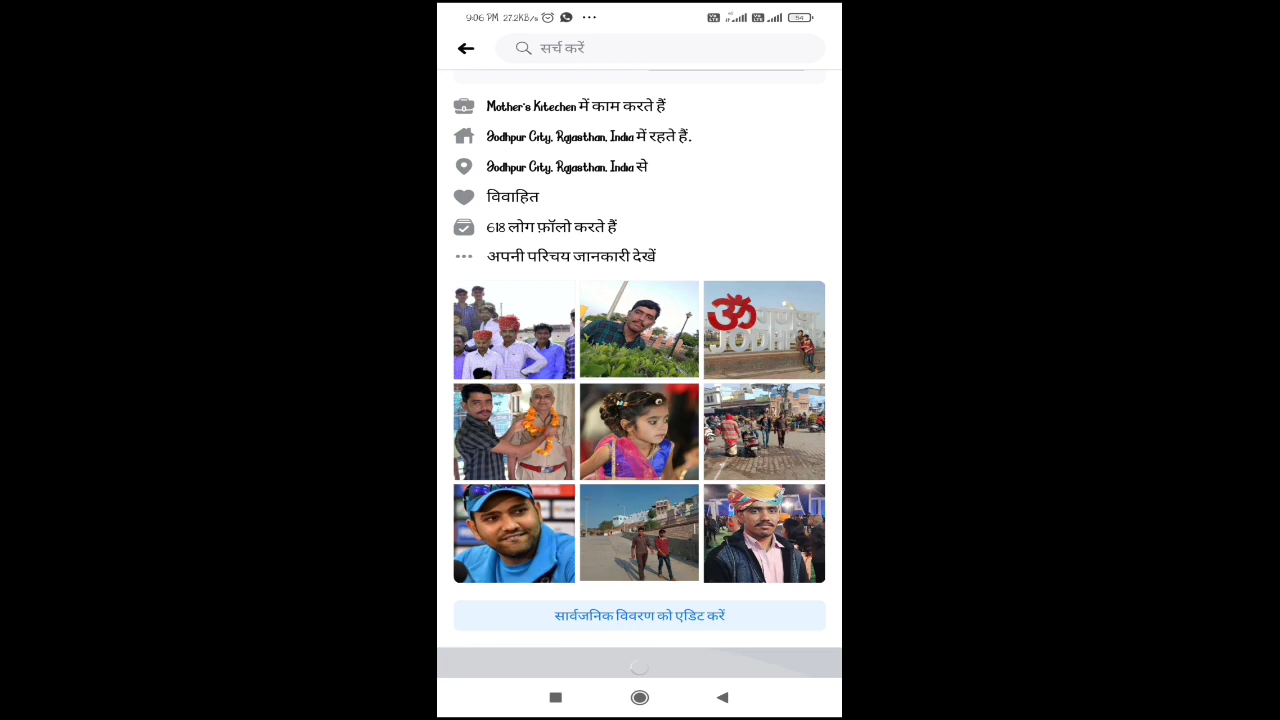 9:06 PM 27.2KB/s
54
सर्च करें
Mother's Kitechen में काम करते हैं
Jodhpur City, Rajasthan, India में रहते हैं.
Jodhpur City, Rajasthan, India से
विवाहित
618 लोग फ़ॉलो करते हैं
अपनी परिचय जानकारी देखें
ॐ
सार्वजनिक विवरण को एडिट करें